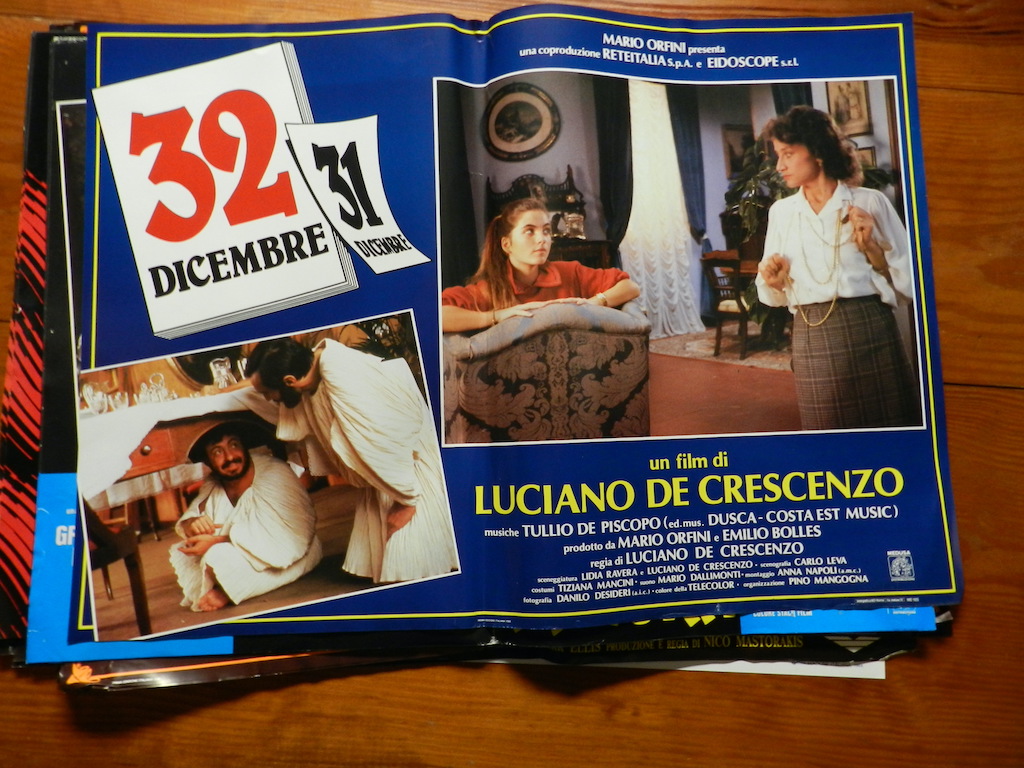 MARIO ORFINI presenta
una coproduzione RETEITALIA S.p.A. e EIDOSCOPE s.r.l.
32
DICEMBRE
31
DICEMBRE
un film di
LUCIANO DE CRESCENZO
musiche TULLIO DE PISCOPO (ed.mus. DUSCA - COSTA EST MUSIC)
prodotto da MARIO ORFINI e EMILIO BOLLES
regia di LUCIANO DE CRESCENZO
sceneggiatura LIDIA RAVERA e LUCIANO DE CRESCENZO • scenografia CARLO LEVA
costumi TIZIANA MANCINI • suono MARIO DALLIMONTI • montaggio ANNA NAPOLI (a.m.c.)
fotografia DANILO DESIDERI (a.i.c.) • colore della TELECOLOR • organizzazione PINO MANGOGNA
MEDUSA
GR
PRODUZIONE E REGIA DI NICO MASTORAKIS